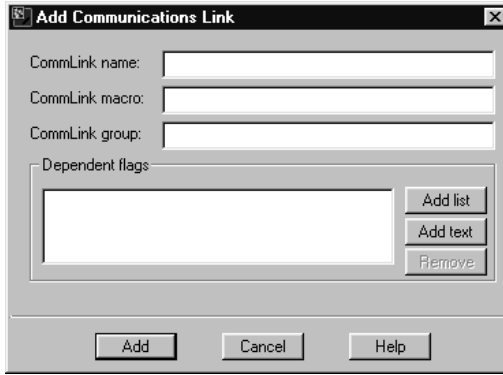 Add Communications Link
CommLink name:
CommLink macro:
CommLink group:
Dependent flags
Add list
Add text
Remove
Add Cancel Help